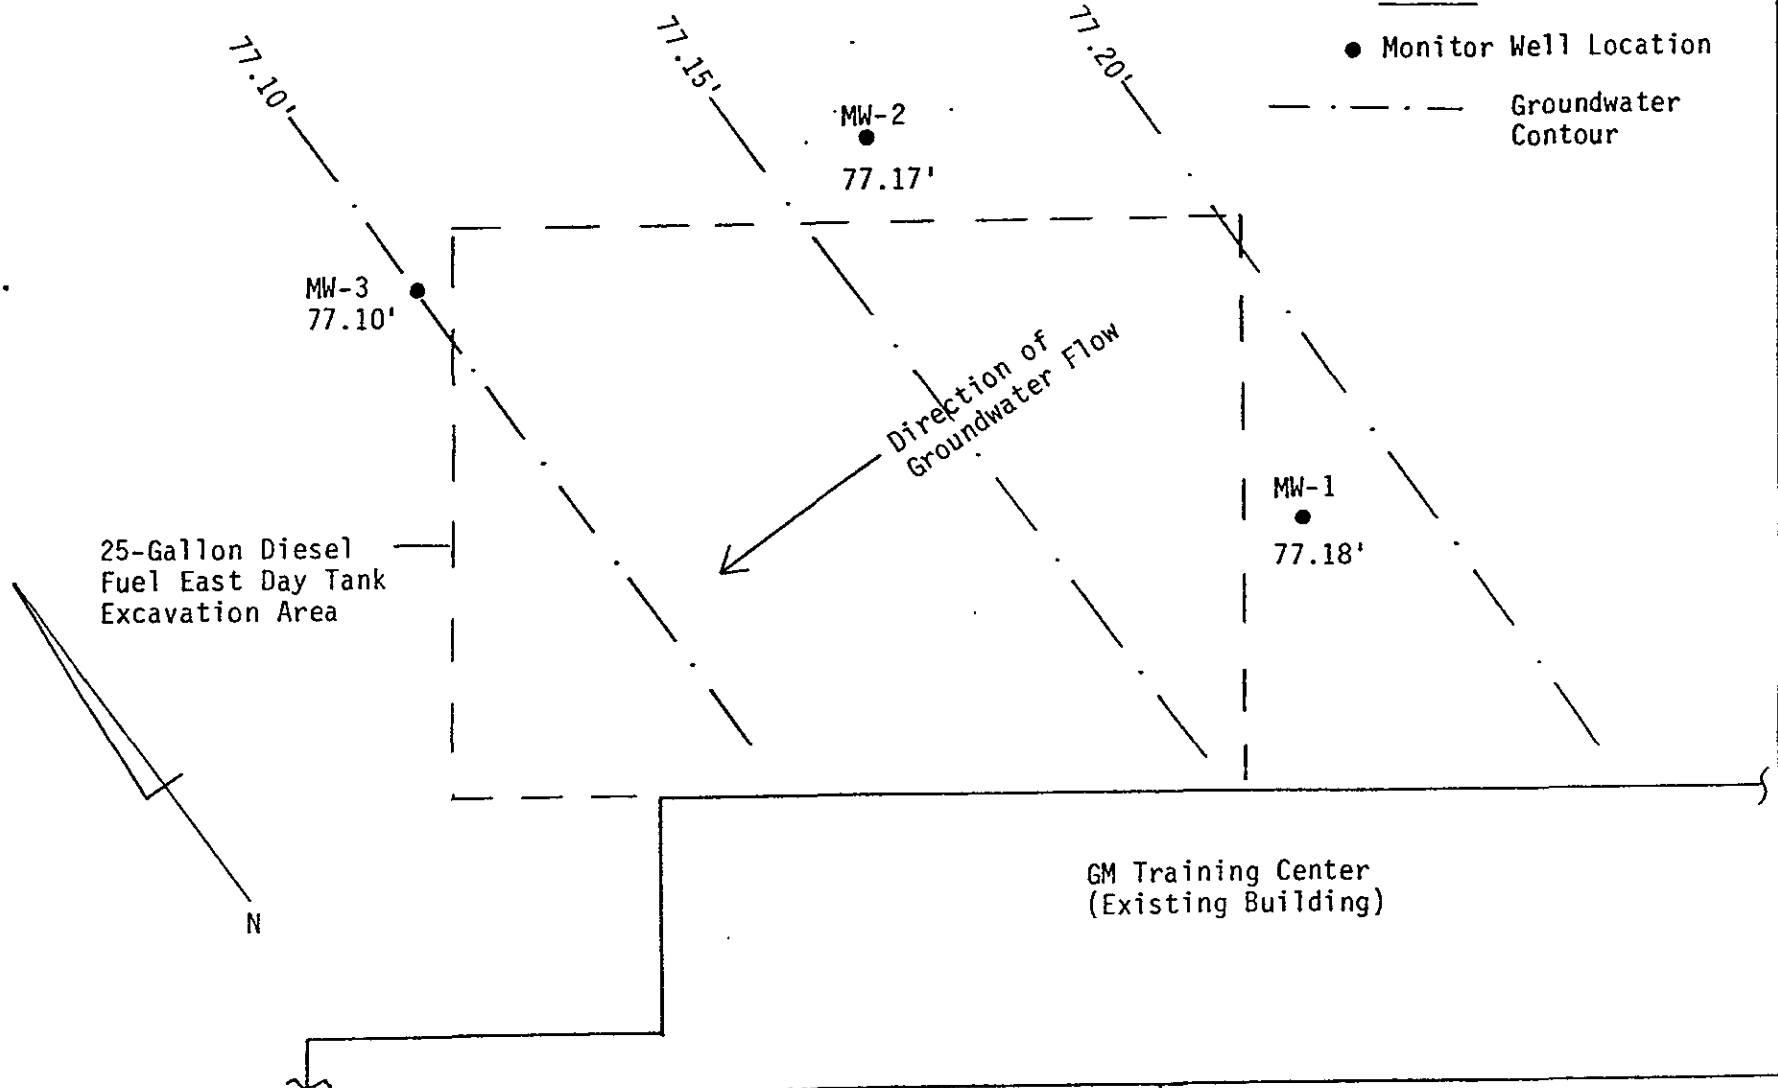 77.10'
77.15'
77.20'
Monitor Well Location
Groundwater
Contour
MW-2
77.17'
MW-3
77.10'
Direction of
Groundwater Flow
MW-1
77.18'
25-Gallon Diesel
Fuel East Day Tank
Excavation Area
N
GM Training Center
(Existing Building)